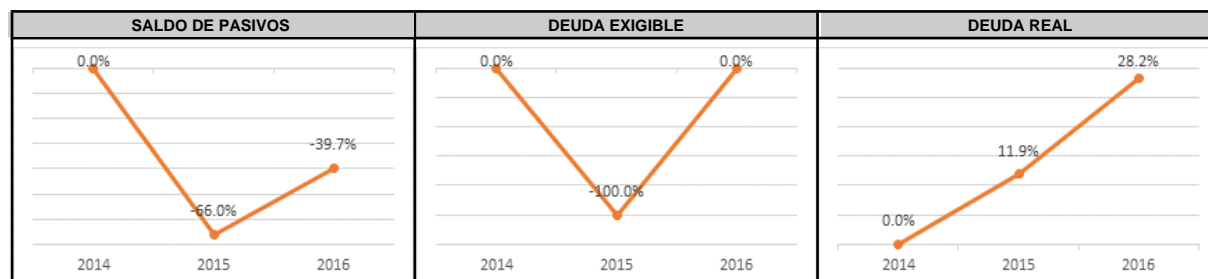 SALDO DE PASIVOS
0.0%
-39.7%
-66.0%
2014 2015 2016
DEUDA EXIGIBLE
0.0% 0.0%
-100.0%
2014 2015 2016
DEUDA REAL
28.2%
11.9%
0.0%
2014 2015 2016